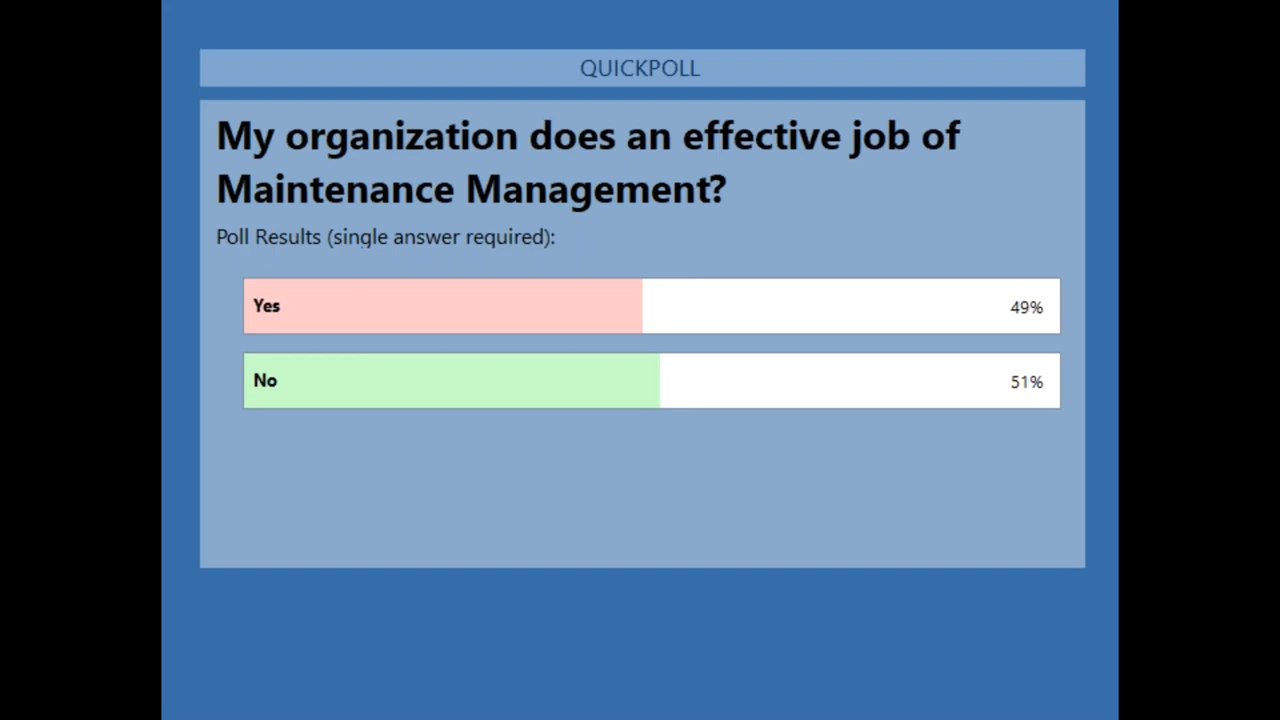 QUICKPOLL
My organization does an effective job of
Maintenance Management?
Poll Results (single answer required):
Yes 49%
No 51%